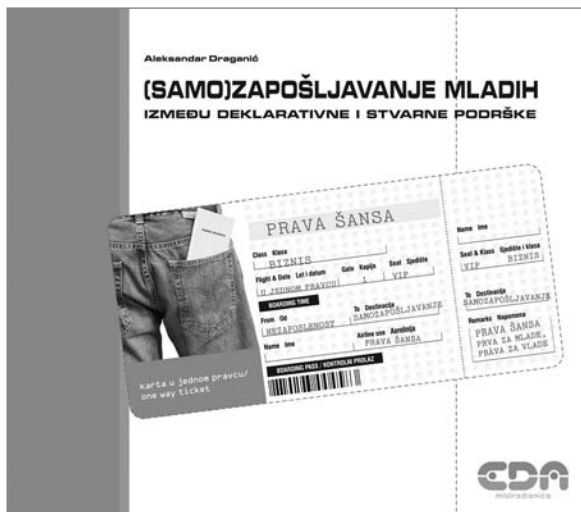 Aleksandar Draganić
(SAMO)ZAPOŠLJAVANJE MLADIH
IZMEĐU DEKLARATIVNE I STVARNE PODRŠKE
PRAVA ŠANSA
Class Klasa
BIZNIS
Flight & Date Let i datum
Gate Kapija
Seat Sjedište
U JEDNOM PRAVCU
1
VIP
BOARDING TIME
From Od
To Destinacija
NEZAPOSLENOST
SAMOZAPOŠLJAVANJE
Name Ime
Airline use Aerolinija
PRAVA ŠANSA
BOARDING PASS / KONTROLNI PROLAZ
Name Ime
Seat & Klass Sjedište i klasa
VIP BIZNIS
To Destinacija
SAMOZAPOŠLJAVANJE
Remarks Napomena
PRAVA ŠANSA
PRVA ZA MLADE,
PRAVA ZA VLADE
karta u jednom pravcu/
one way ticket
EDA
misliradionica